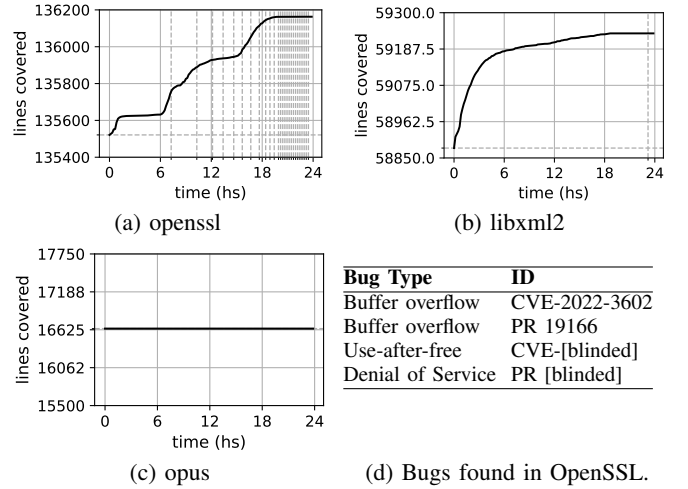 136200
136000
135800
135600
135400
lines covered
0 6 12 18 24
time (hs)
(a) openssl
59300.0
59187.5
59075.0
58962.5
58850.0
lines covered
0 6 12 18 24
time (hs)
(b) libxml2
17750
17188
16625
16062
15500
lines covered
0 6 12 18 24
time (hs)
(c) opus
Bug Type ID
Buffer overflow CVE-2022-3602
Buffer overflow PR 19166
Use-after-free CVE-[blinded]
Denial of Service PR [blinded]
(d) Bugs found in OpenSSL.